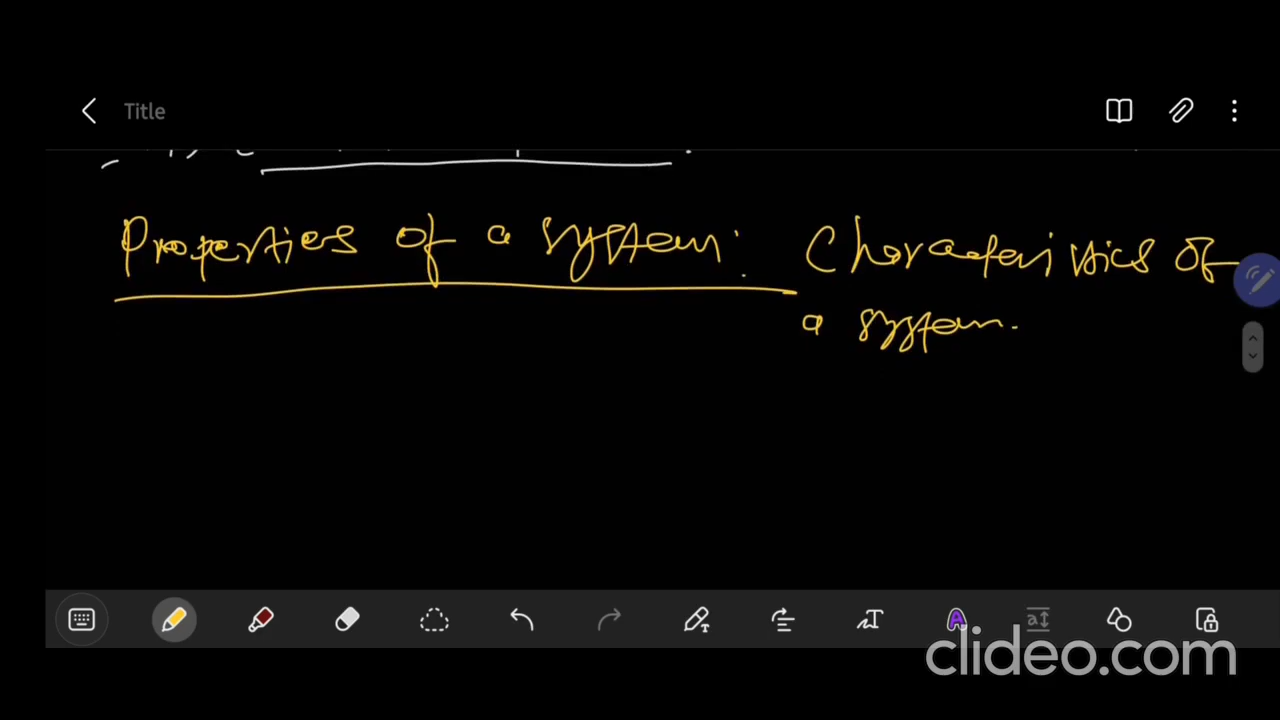 Title
Properties of a system: Characteristics of
a system.
clideo.com